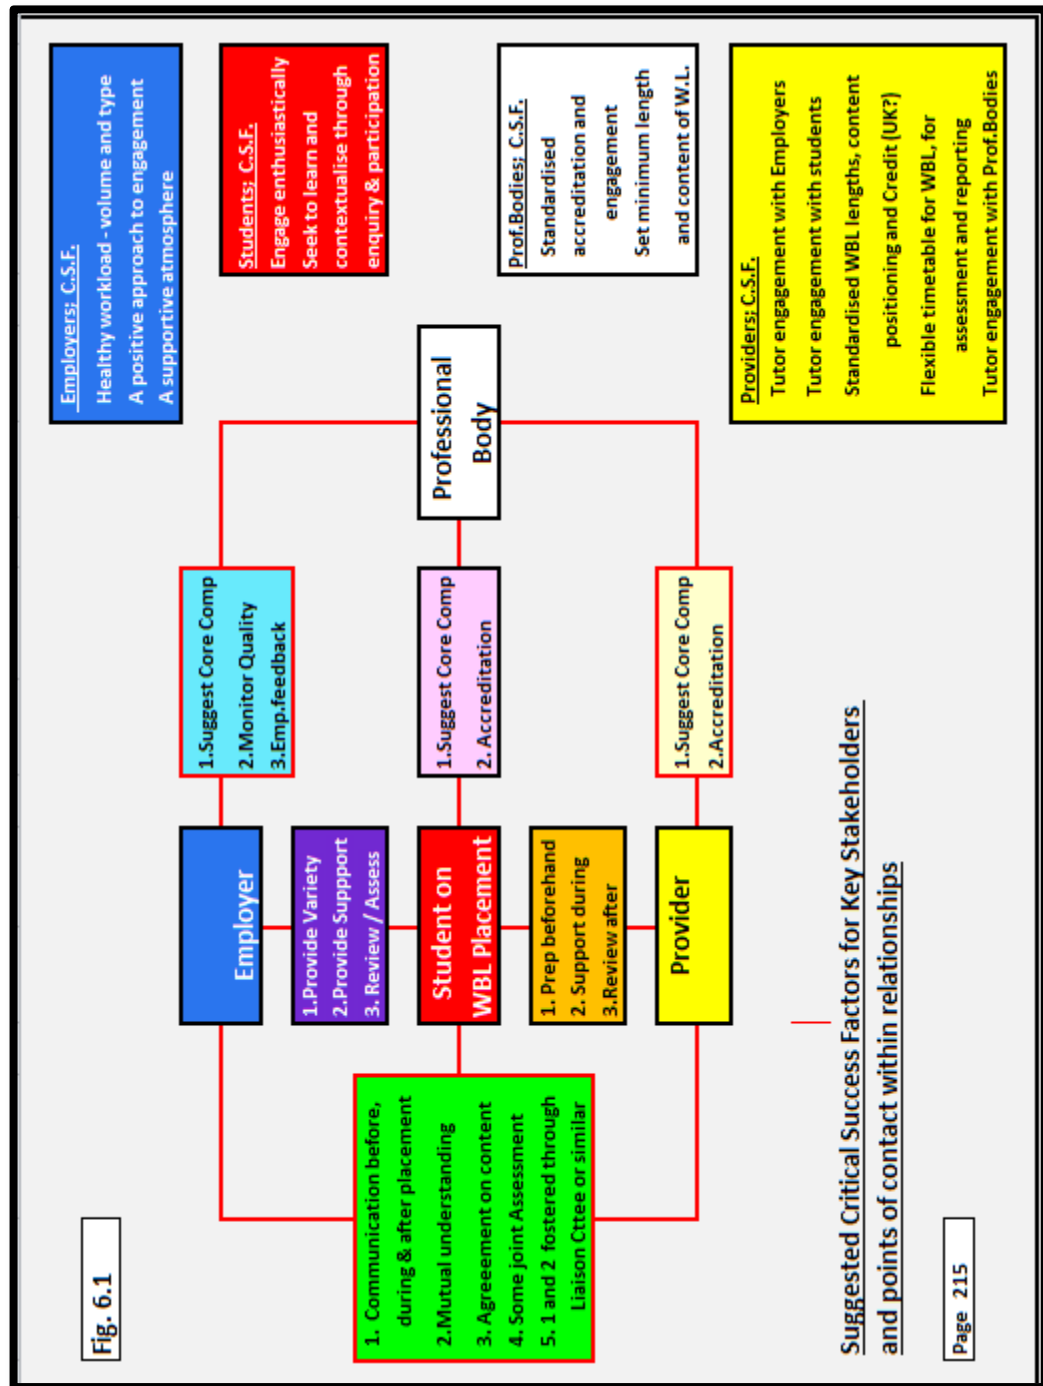 Fig. 6.1
1. Communication before,
during & after placement
2.Mutual understanding
3. Agreeement on content
4. Some joint Assessment
5. 1 and 2 fostered through
Liaison Cttee or similar
Employer
1.Provide Variety
2.Provide Suppport
3. Review / Assess
Student on
WBL Placement
1. Prep beforehand
2. Support during
3.Review after
Provider
1.Suggest Core Comp
2.Monitor Quality
3.Emp.feedback
1.Suggest Core Comp
2. Accreditation
1.Suggest Core Comp
2.Accreditation
Professional
Body
Employers; C.S.F.
Healthy workload - volume and type
A positive approach to engagement
A supportive atmosphere
Students; C.S.F.
Engage enthusiastically
Seek to learn and
contextualise through
enquiry & participation
Prof.Bodies; C.S.F.
Standardised
accreditation and
engagement
Set minimum length
and content of W.L.
Providers; C.S.F.
Tutor engagement with Employers
Tutor engagement with students
Standardised WBL lengths, content
positioning and Credit (UK?)
Flexible timetable for WBL, for
assessment and reporting
Tutor engagement with Prof.Bodies
Suggested Critical Success Factors for Key Stakeholders
and points of contact within relationships
Page 215